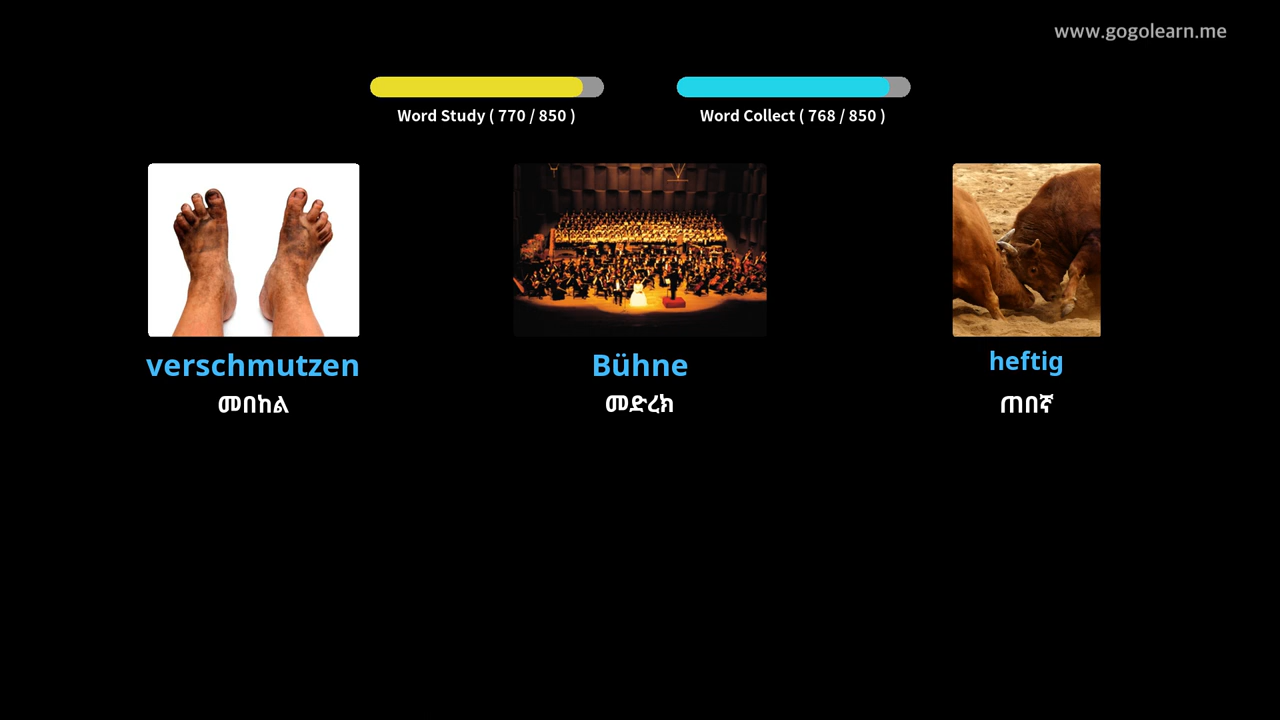 www.gogolearn.me
Word Study ( 770 / 850 )
Word Collect ( 768 / 850 )
verschmutzen
መበከል
Bühne
መድረክ
heftig
ጠበኛ